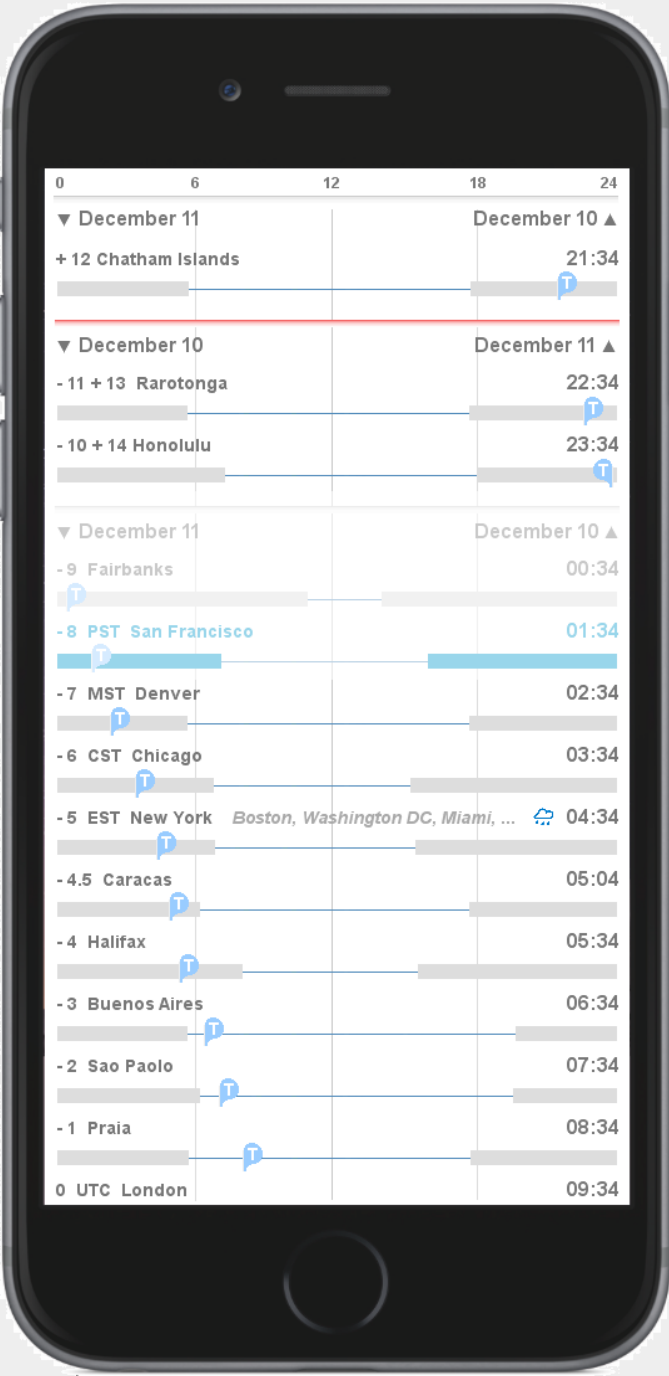 0 6 12 18 24
▼ December 11 December 10 ▲
+ 12 Chatham Islands 21:34
T
▼ December 10 December 11 ▲
- 11 + 13 Rarotonga 22:34
T
- 10 + 14 Honolulu 23:34
T
▼ December 11 December 10 ▲
- 9 Fairbanks 00:34
T
- 8 PST San Francisco 01:34
T
- 7 MST Denver 02:34
T
- 6 CST Chicago 03:34
T
- 5 EST New York Boston, Washington DC, Miami, ... 04:34
T
- 4.5 Caracas 05:04
T
- 4 Halifax 05:34
T
- 3 Buenos Aires 06:34
T
- 2 Sao Paolo 07:34
T
- 1 Praia 08:34
T
0 UTC London 09:34